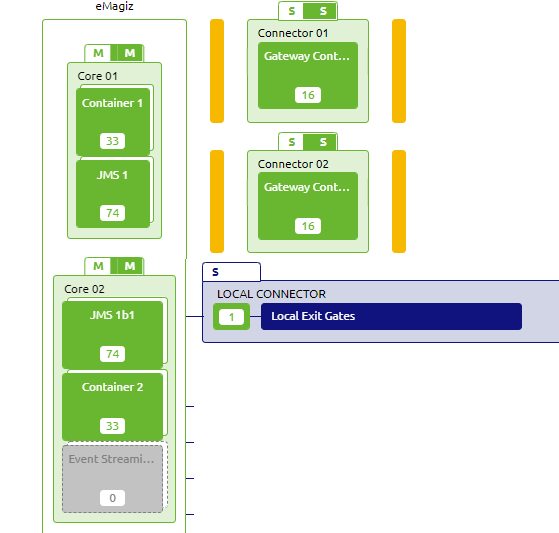 eMagiz
M M
Core 01
Container 1
33
JMS 1
74
M M
Core 02
JMS 1b1
74
Container 2
33
Event Streami...
0
S S
Connector 01
Gateway Cont...
16
S S
Connector 02
Gateway Cont...
16
S
LOCAL CONNECTOR
1
Local Exit Gates